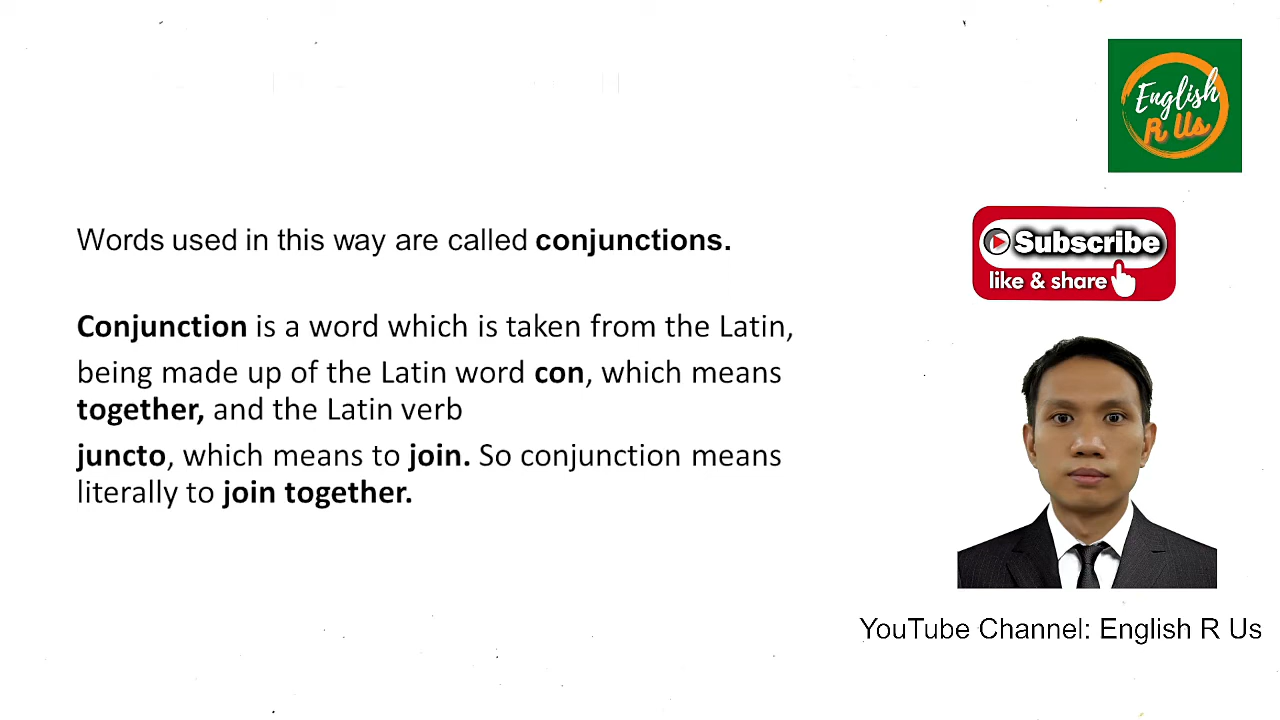 English
R Us
Words used in this way are called conjunctions.
Subscribe
like & share
Conjunction is a word which is taken from the Latin,
being made up of the Latin word con, which means
together, and the Latin verb
juncto, which means to join. So conjunction means
literally to join together.
YouTube Channel: English R Us